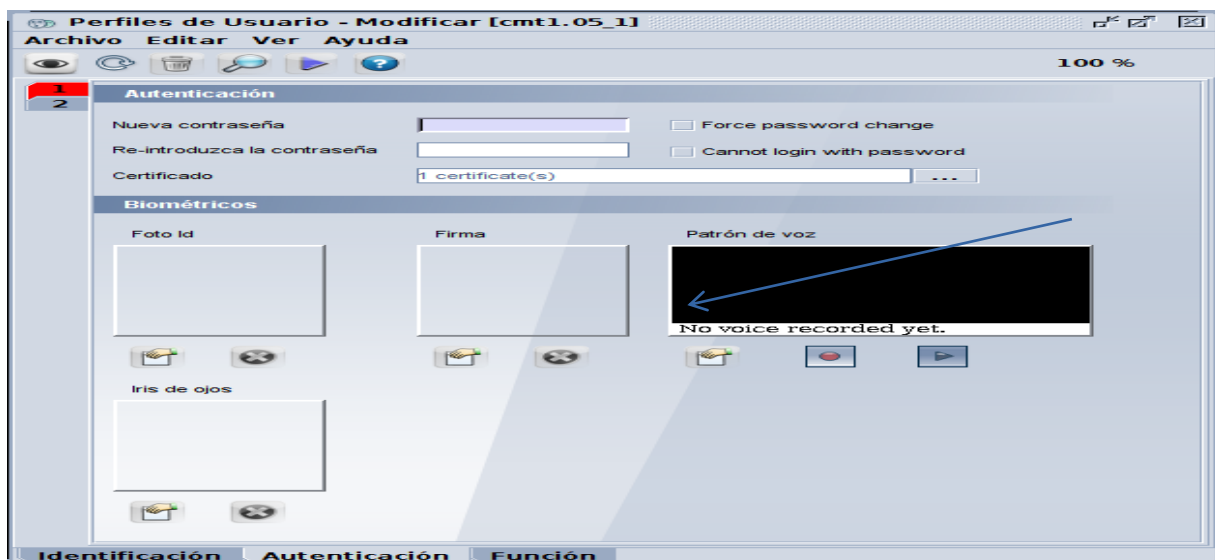 Perfiles de Usuario - Modificar [cmt1.05_1]
Archivo Editar Ver Ayuda
100 %
1
2
Autenticación
Nueva contraseña
Force password change
Re-introduzca la contraseña
Cannot login with password
Certificado
1 certificate(s)
...
Biométricos
Foto Id
Firma
Patrón de voz
No voice recorded yet.
Iris de ojos
Identificación Autenticación Función